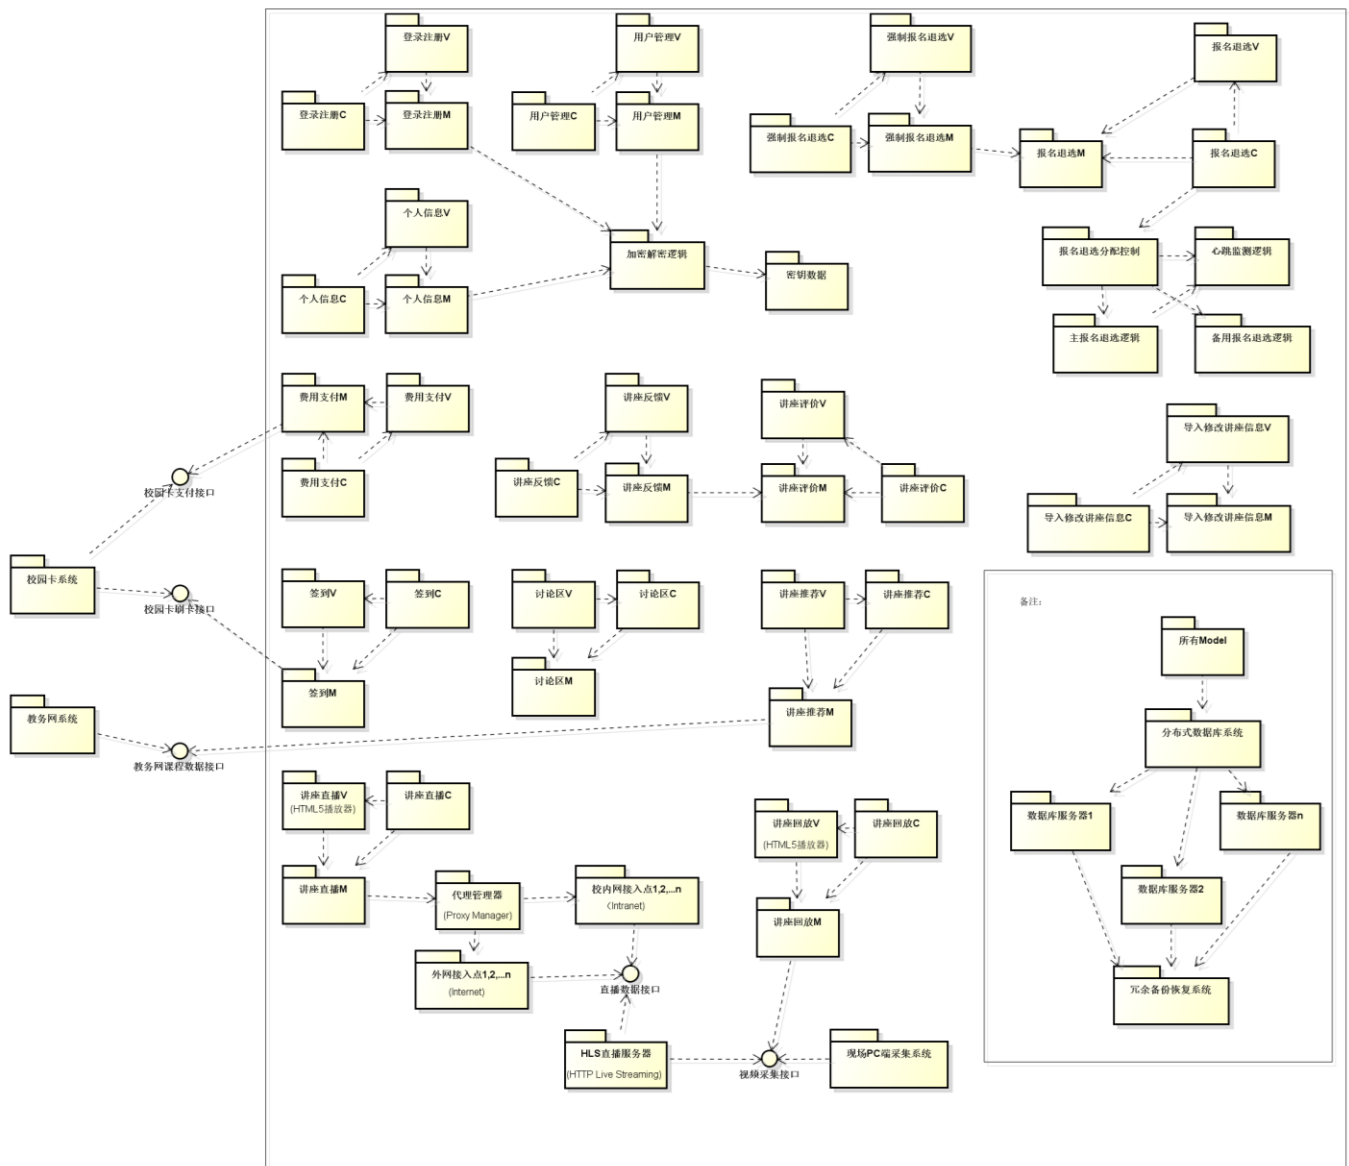 登录注册V
登录注册C
登录注册M
用户管理V
用户管理C
用户管理M
强制报名退选V
强制报名退选C
强制报名退选M
报名退选V
报名退选M
报名退选C
个人信息V
个人信息C
个人信息M
加密解密逻辑
密钥数据
报名退选分配控制
心跳监测逻辑
主报名退选逻辑
备用报名退选逻辑
费用支付M
费用支付V
费用支付C
讲座反馈V
讲座反馈C
讲座反馈M
讲座评价V
讲座评价M
讲座评价C
导入修改讲座信息V
导入修改讲座信息C
导入修改讲座信息M
校园卡支付接口
校园卡系统
校园卡刷卡接口
签到V
签到C
签到M
讨论区V
讨论区C
讨论区M
讲座推荐V
讲座推荐C
讲座推荐M
教务网系统
教务网课程数据接口
讲座直播V
(HTML5播放器)
讲座直播C
讲座直播M
代理管理器
(Proxy Manager)
校内网接入点1,2,...n
(Intranet)
外网接入点1,2,...n
(Internet)
直播数据接口
HLS直播服务器
(HTTP Live Streaming)
讲座回放V
(HTML5播放器)
讲座回放C
讲座回放M
视频采集接口
现场PC端采集系统
备注：
所有Model
分布式数据库系统
数据库服务器1
数据库服务器n
数据库服务器2
冗余备份恢复系统